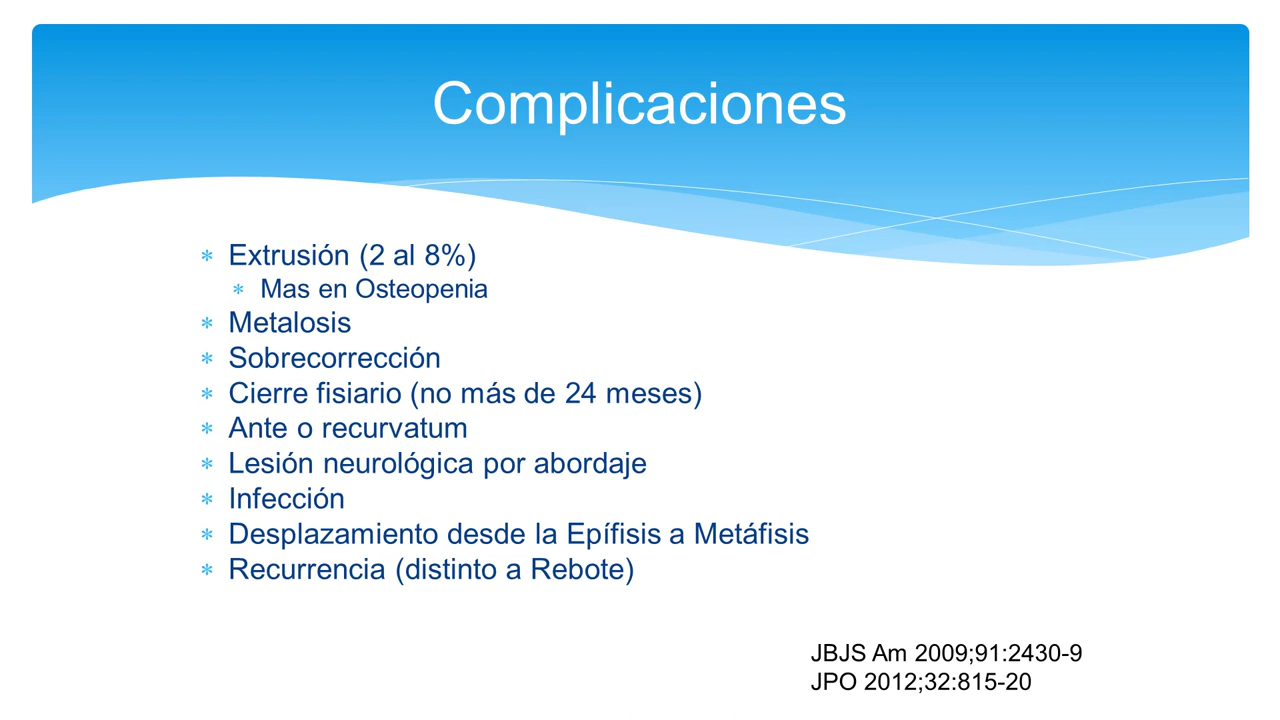 Complicaciones
* Extrusión (2 al 8%)
* Mas en Osteopenia
* Metalosis
* Sobrecorrección
* Cierre fisiario (no más de 24 meses)
* Ante o recurvatum
* Lesión neurológica por abordaje
* Infección
* Desplazamiento desde la Epífisis a Metáfisis
* Recurrencia (distinto a Rebote)
JBJS Am 2009;91:2430-9
JPO 2012;32:815-20